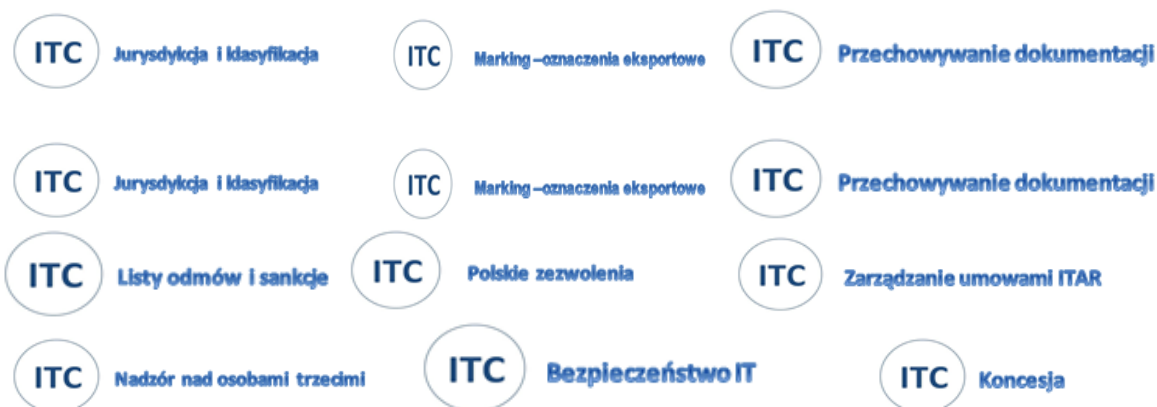 ITC Jurysdykcja i klasyfikacja ITC Marking –oznaczenia eksportowe ITC Przechowywanie dokumentacji
ITC Jurysdykcja i klasyfikacja ITC Marking –oznaczenia eksportowe ITC Przechowywanie dokumentacji
ITC Listy odmów i sankcje ITC Polskie zezwolenia ITC Zarządzanie umowami ITAR
ITC Nadzór nad osobami trzecimi ITC Bezpieczeństwo IT ITC Koncesja